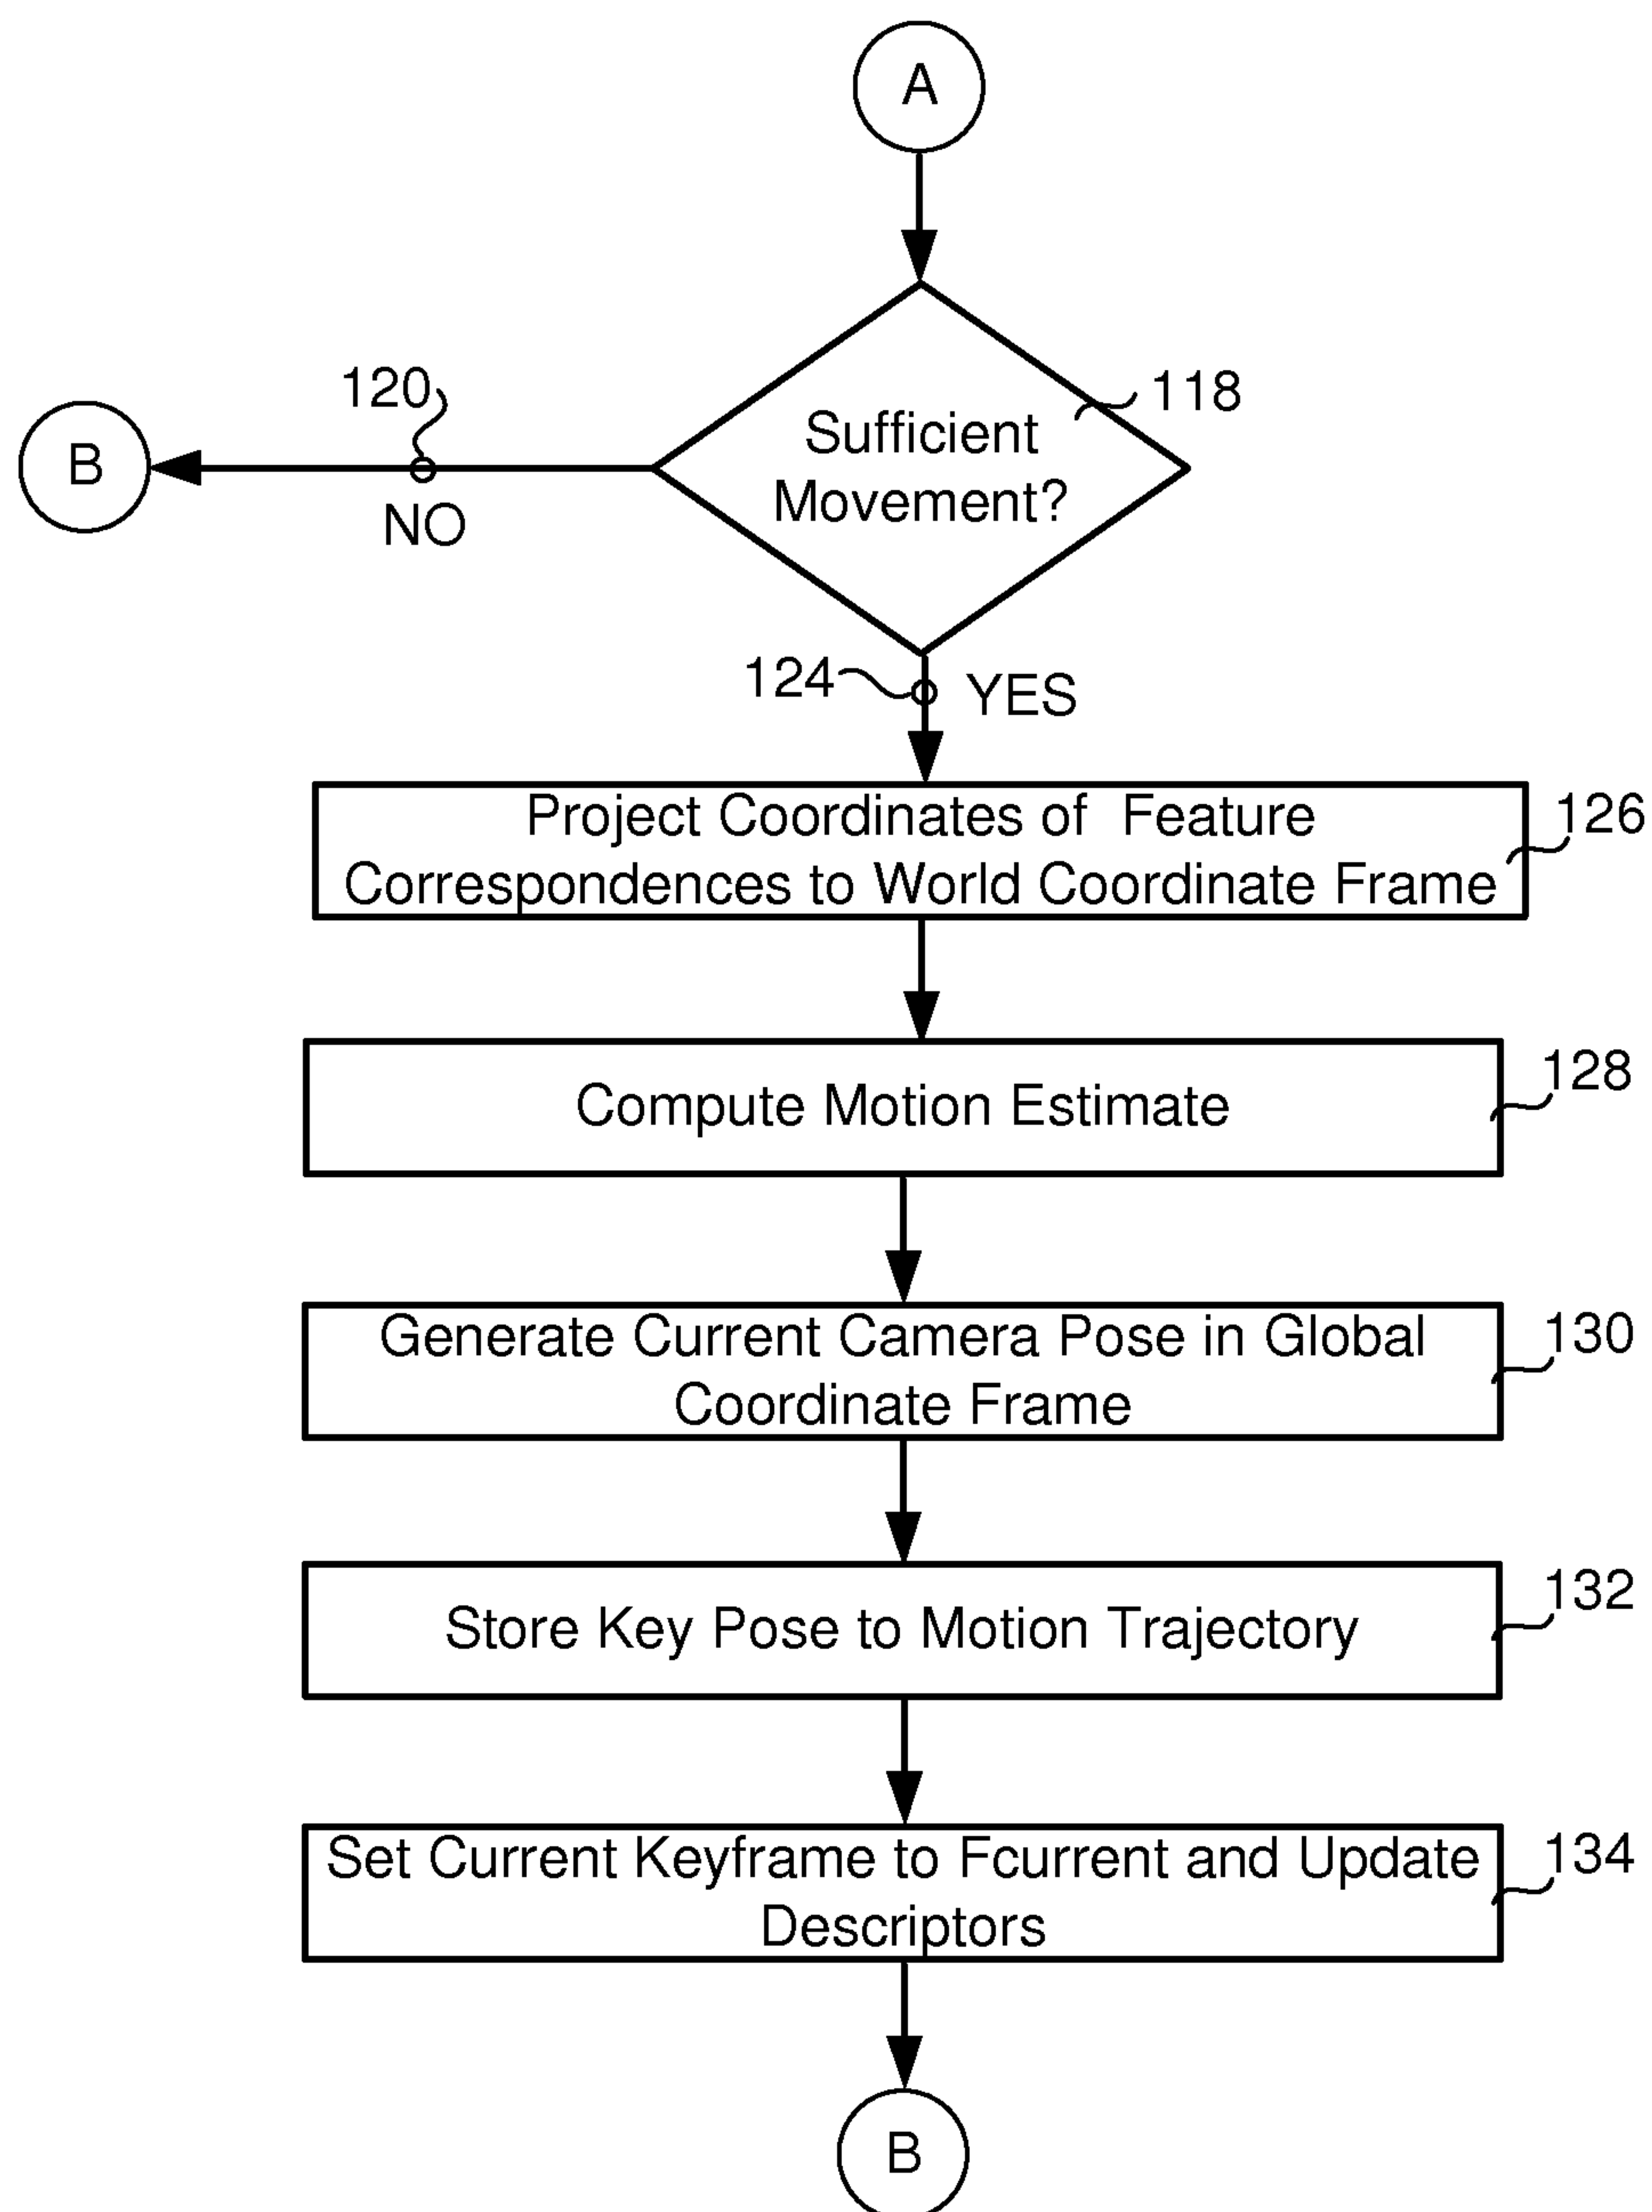 A
120
118
Sufficient
Movement?
B
NO
124
YES
Project Coordinates of Feature
Correspondences to World Coordinate Frame
126
Compute Motion Estimate
128
Generate Current Camera Pose in Global
Coordinate Frame
130
Store Key Pose to Motion Trajectory
132
Set Current Keyframe to Fcurrent and Update
Descriptors
134
B